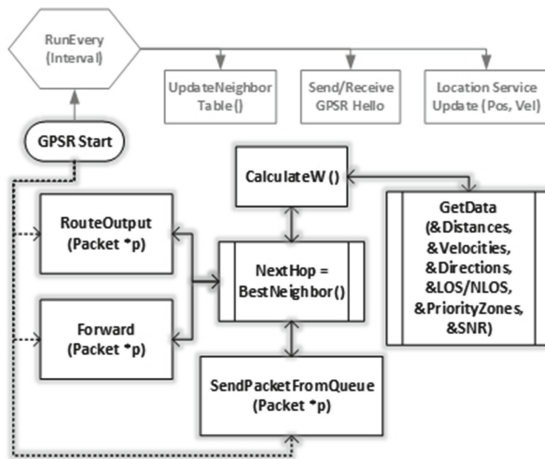 RunEvery
(Interval)
UpdateNeighbor
Table()
Send/Receive
GPSR Hello
Location Service
Update (Pos, Vel)
GPSR Start
CalculateW ()
RouteOutput
(Packet *p)
GetData
(&Distances,
&Velocities,
&Directions,
&LOS/NLOS,
&PriorityZones,
&SNR)
NextHop =
BestNeighbor()
Forward
(Packet *p)
SendPacketFromQueue
(Packet *p)